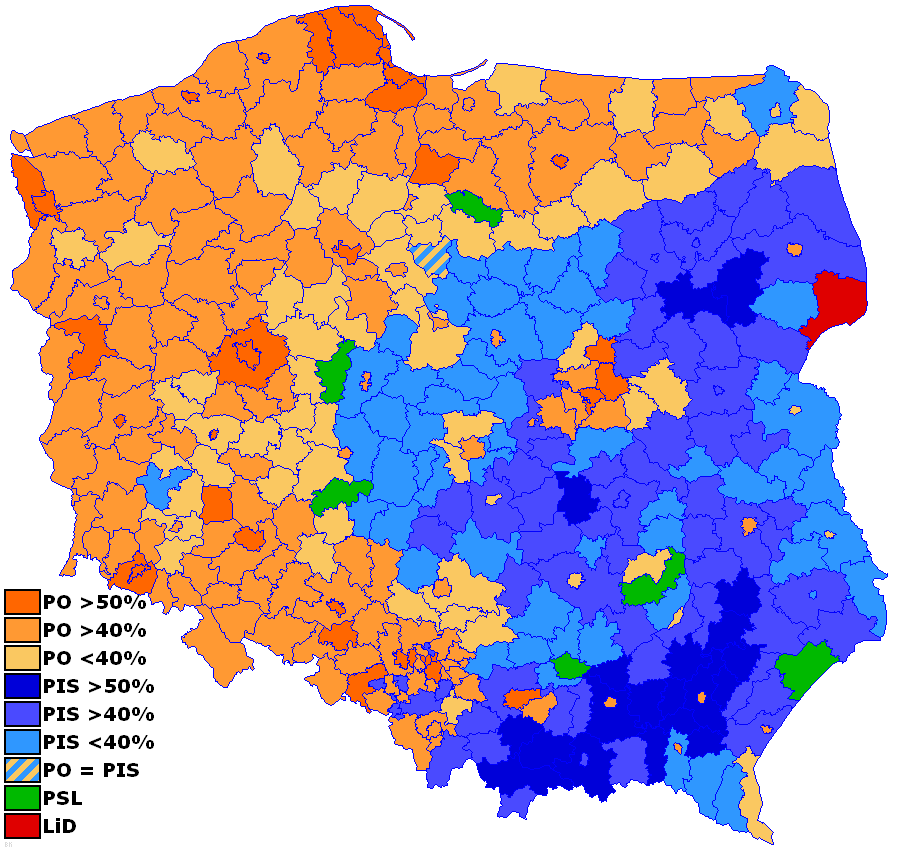 PO >50%
PO >40%
PO <40%
PIS >50%
PIS >40%
PIS <40%
PO = PIS
PSL
LiD